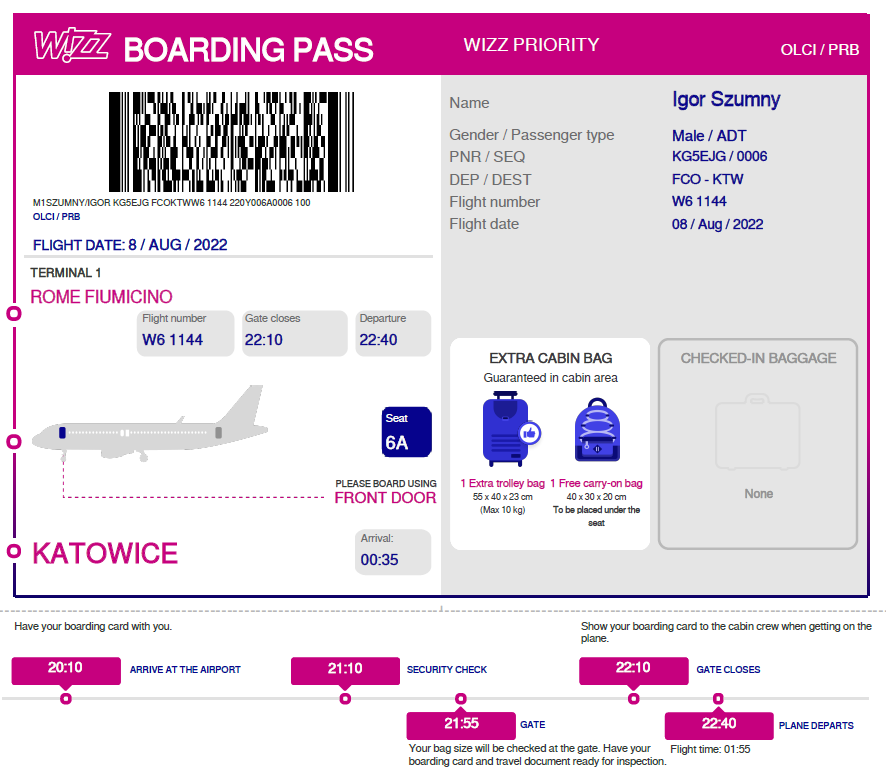 Wizz BOARDING PASS
WIZZ PRIORITY
OLCI / PRB
M1SZUMNY/IGOR KG5EJG FCOKTWW6 1144 220Y006A0006 100
OLCI / PRB
FLIGHT DATE: 8 / AUG / 2022
TERMINAL 1
ROME FIUMICINO
Flight number
W6 1144
Gate closes
22:10
Departure
22:40
Seat
6A
PLEASE BOARD USING
FRONT DOOR
KATOWICE
Arrival:
00:35
Name Igor Szumny
Gender / Passenger type Male / ADT
PNR / SEQ KG5EJG / 0006
DEP / DEST FCO - KTW
Flight number W6 1144
Flight date 08 / Aug / 2022
EXTRA CABIN BAG
Guaranteed in cabin area
1 Extra trolley bag
55 x 40 x 23 cm
(Max 10 kg)
1 Free carry-on bag
40 x 30 x 20 cm
To be placed under the
seat
CHECKED-IN BAGGAGE
None
Have your boarding card with you.
Show your boarding card to the cabin crew when getting on the
plane.
20:10 ARRIVE AT THE AIRPORT
21:10 SECURITY CHECK
22:10 GATE CLOSES
21:55 GATE
Your bag size will be checked at the gate. Have your
boarding card and travel document ready for inspection.
22:40 PLANE DEPARTS
Flight time: 01:55